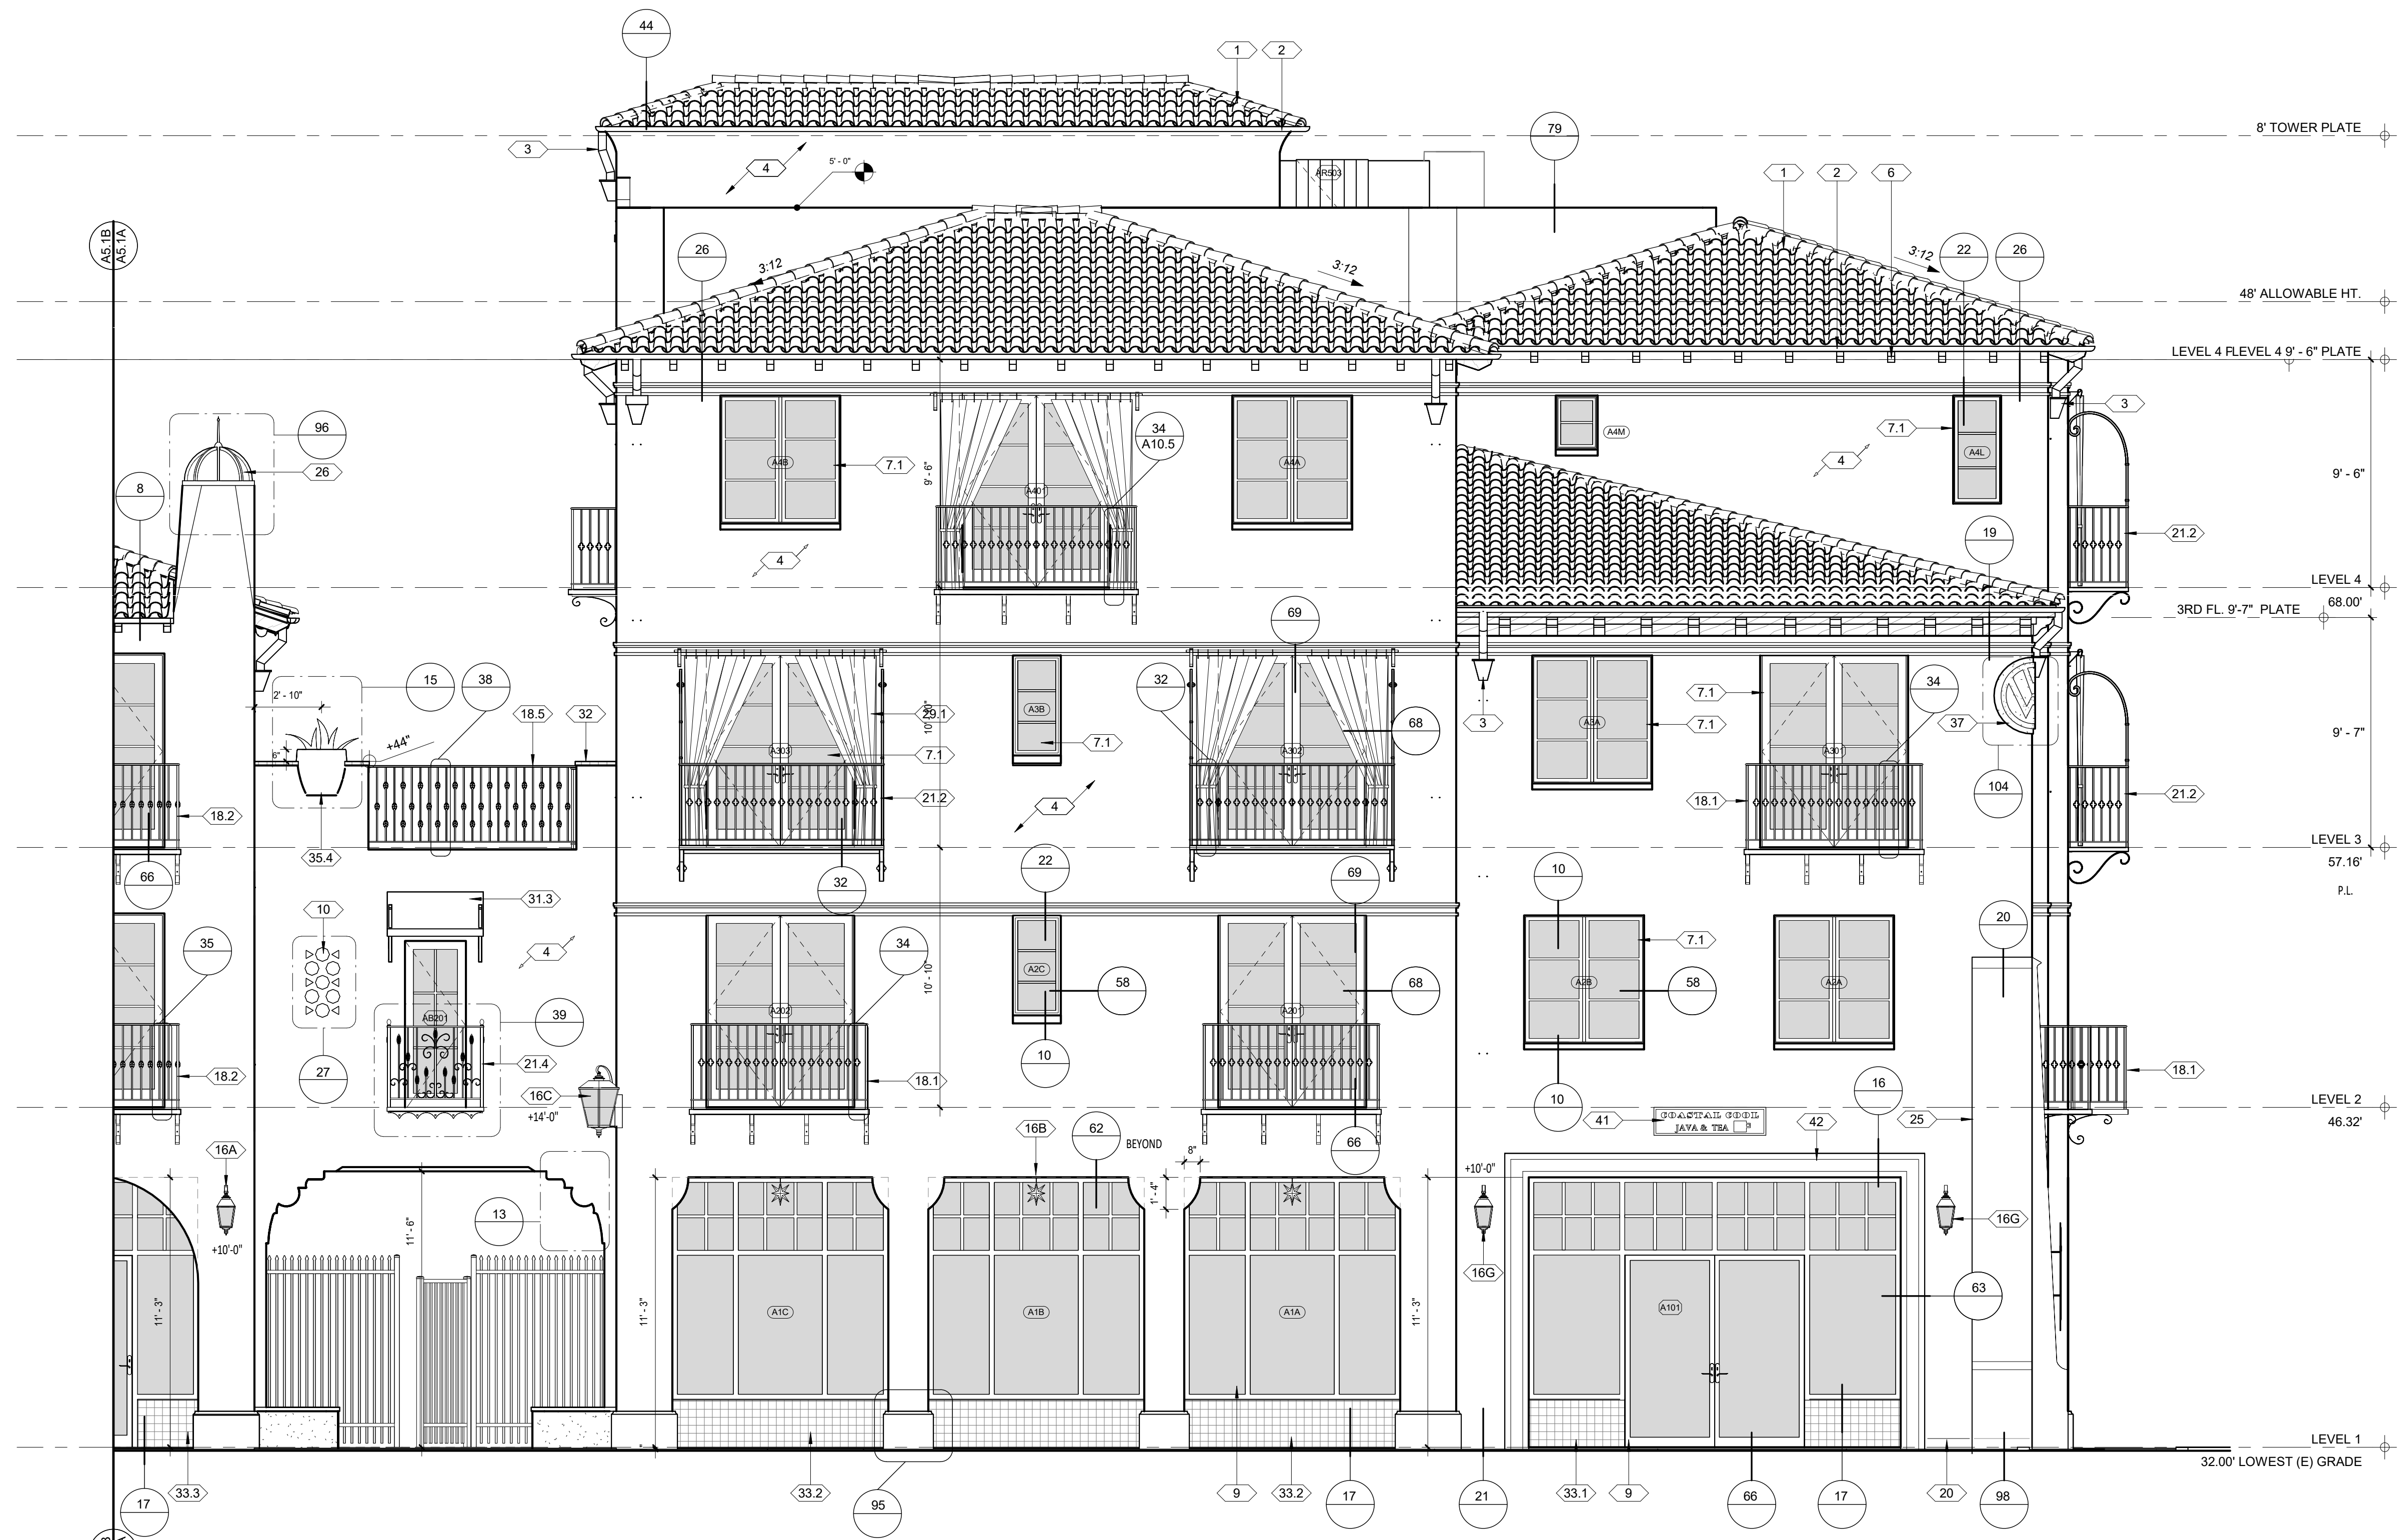 44
1
2
8' TOWER PLATE
79
3
4
5' - 0"
AR503
1
2
6
A5.1B
A5.1A
26
3:12
3:12
3:12
22
26
48' ALLOWABLE HT.
LEVEL 4 FLEVEL 4 9' - 6" PLATE
96
26
8
A4B
7.1
9' - 6"
A401
34
A10.5
A4A
A4M
7.1
A4L
4
3
9' - 6"
4
19
21.2
LEVEL 4
68.00'
3RD FL. 9'-7" PLATE
69
15
38
2' - 10"
18.5
32
+44"
6"
29.1
A303
7.1
21.2
A3B
7.1
32
A302
68
3
A3A
7.1
7.1
A301
34
37
18.1
104
9' - 7"
21.2
18.2
35.4
4
LEVEL 3
57.16'
P.L.
66
32
22
69
10
31.3
10
20
35
4
34
A2C
58
68
7.1
A2B
58
A2A
10' - 10"
A202
A201
AB201
39
27
18.2
21.4
16C
+14'-0"
18.1
10
10
16
18.1
LEVEL 2
46.32'
41
COASTAL COOL
JAVA & TEA
42
25
16A
16B
62
BEYOND
66
8"
1' - 4"
+10'-0"
+10'-0"
13
11' - 6"
16G
16G
11' - 3"
11' - 3"
11' - 3"
A1C
A1B
A1A
A101
63
LEVEL 1
32.00' LOWEST (E) GRADE
17
33.3
33.2
95
9
33.2
17
21
33.1
9
66
17
20
98